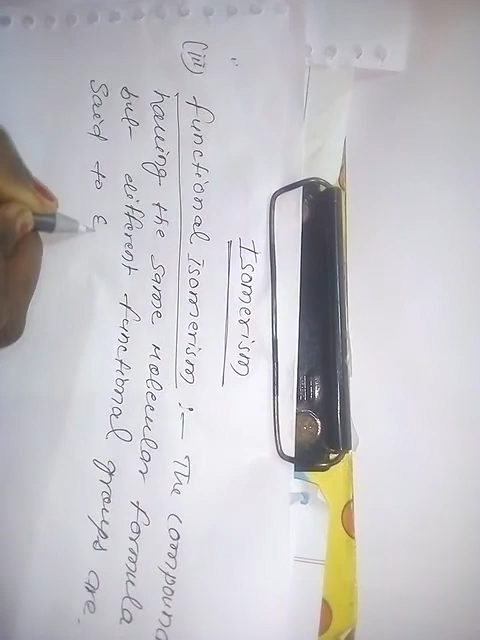 Isomerism
(iii) functional isomerism :- The compound
having the same molecular formula
but different functional groups are.
Said to E